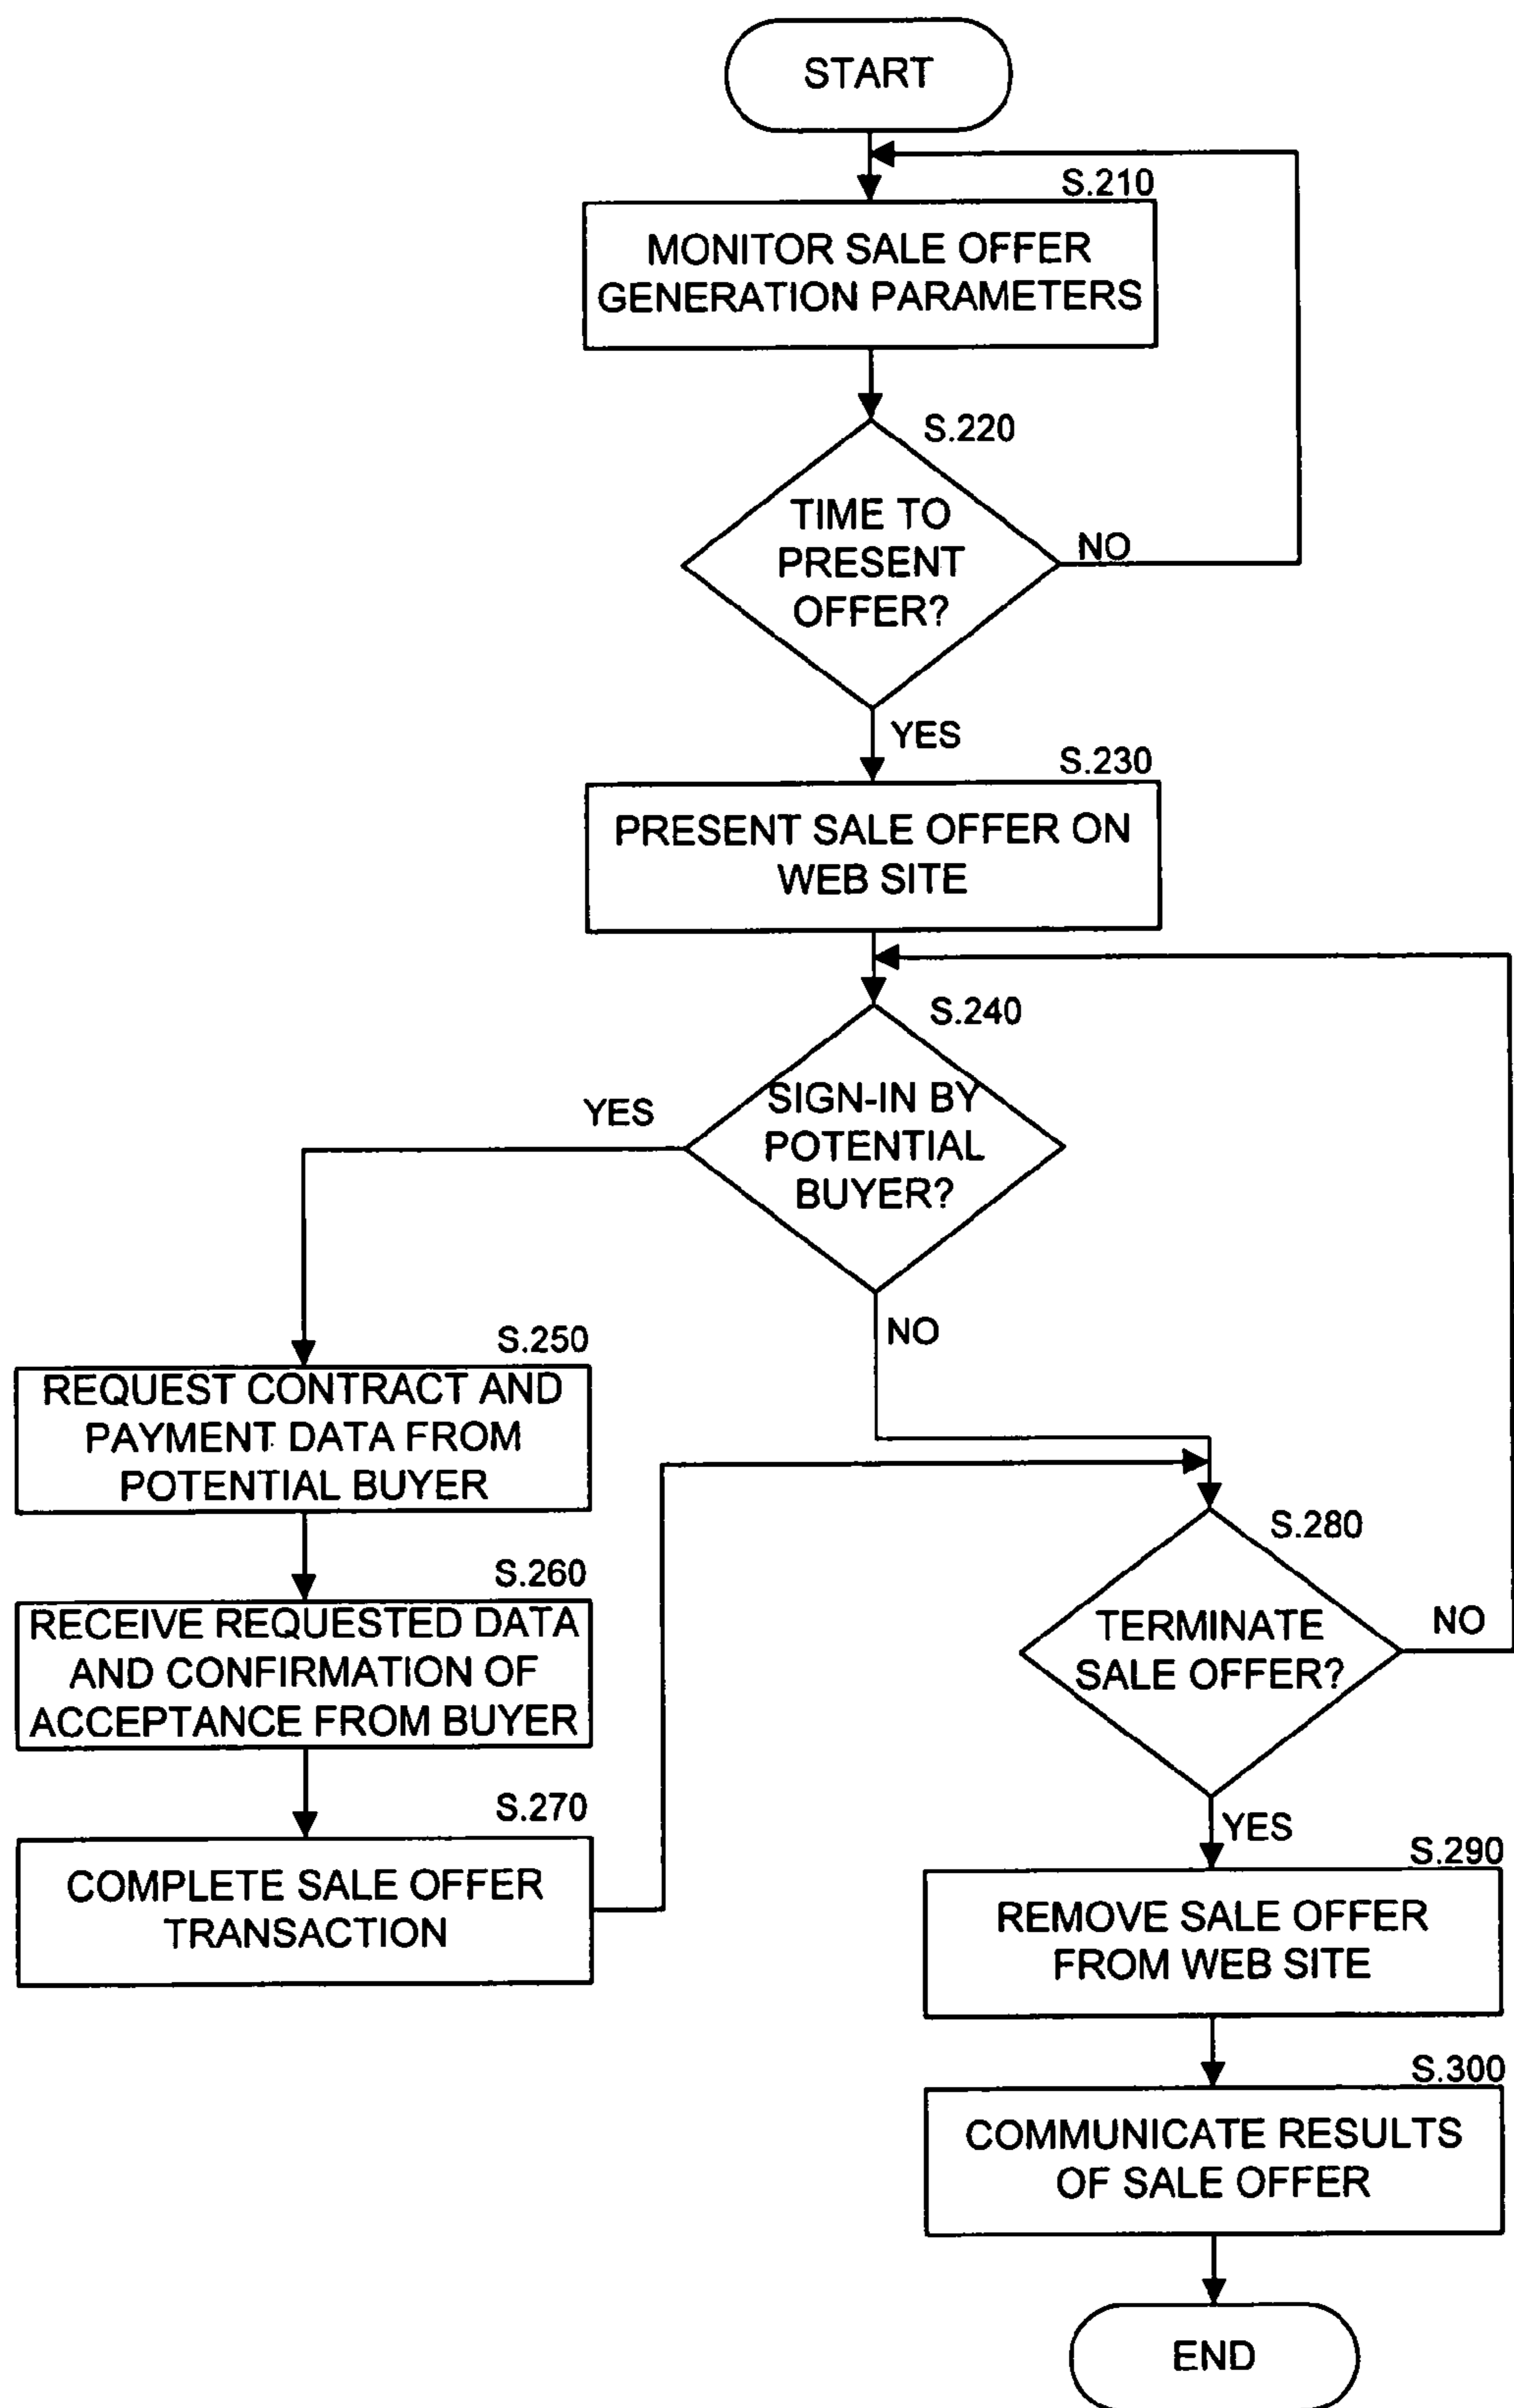 START
S.210
MONITOR SALE OFFER
GENERATION PARAMETERS
S.220
TIME TO
PRESENT
OFFER?
NO
YES
S.230
PRESENT SALE OFFER ON
WEB SITE
S.240
SIGN-IN BY
POTENTIAL
BUYER?
YES
NO
S.250
REQUEST CONTRACT AND
PAYMENT DATA FROM
POTENTIAL BUYER
S.260
RECEIVE REQUESTED DATA
AND CONFIRMATION OF
ACCEPTANCE FROM BUYER
S.270
COMPLETE SALE OFFER
TRANSACTION
S.280
TERMINATE
SALE OFFER?
NO
YES
S.290
REMOVE SALE OFFER
FROM WEB SITE
S.300
COMMUNICATE RESULTS
OF SALE OFFER
END